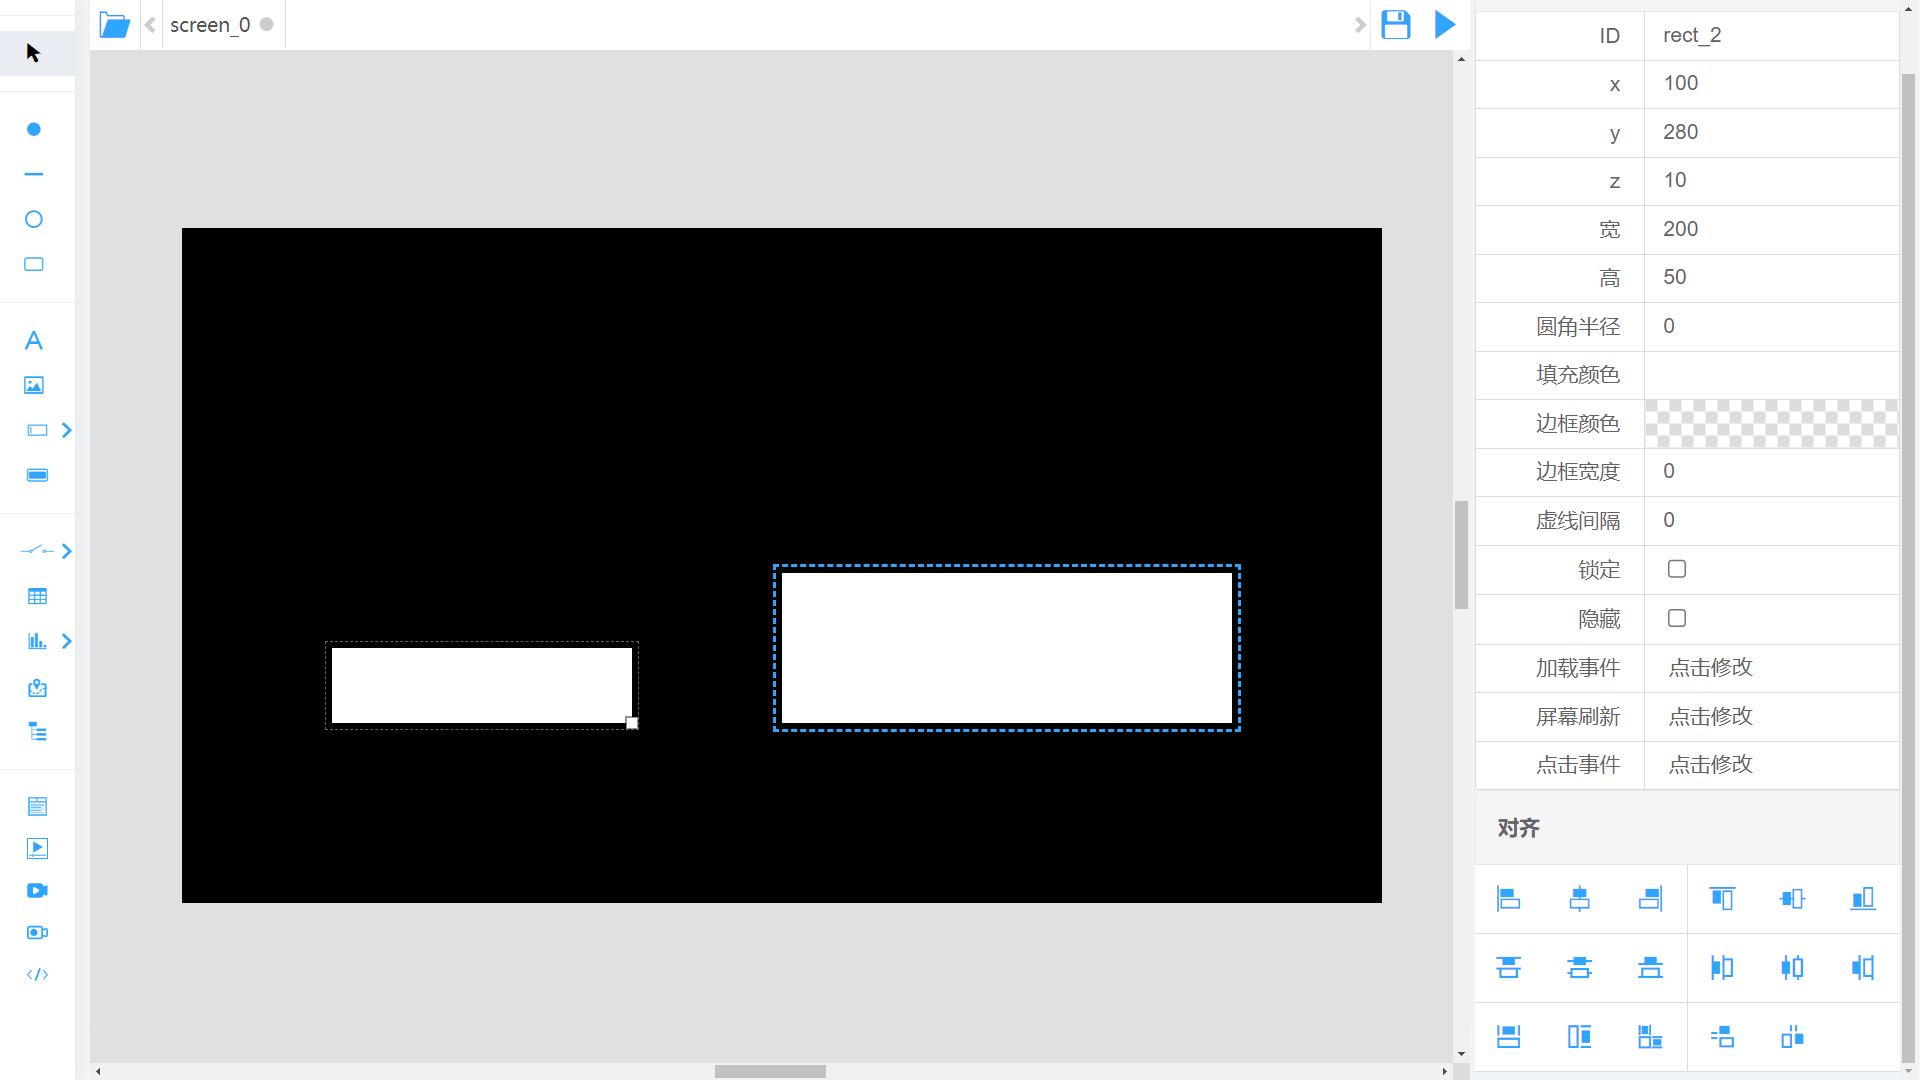 screen_0
ID rect_2
x 100
y 280
z 10
宽 200
高 50
圆角半径 0
填充颜色
边框颜色
边框宽度 0
虚线间隔 0
锁定
隐藏
加载事件 点击修改
屏幕刷新 点击修改
点击事件 点击修改
对齐